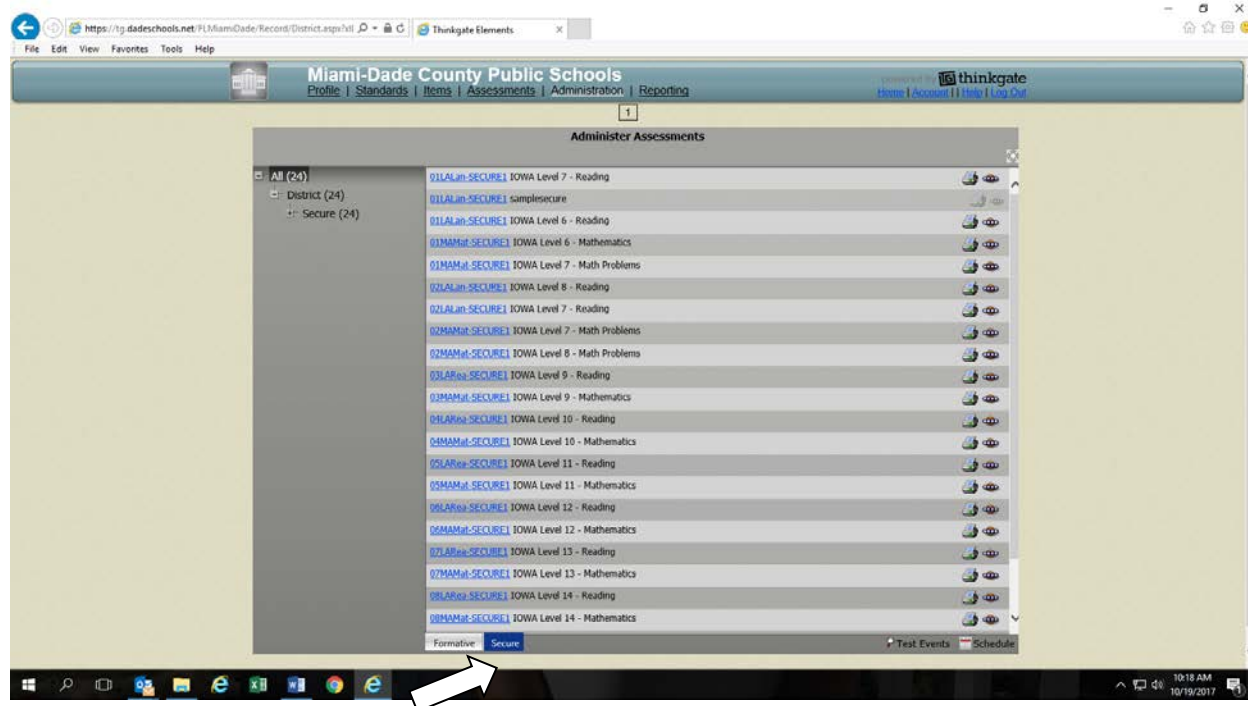 https://tg.dadeschools.net/FLMiamiDade/Record/District.aspx?xI
Thinkgate Elements
File Edit View Favorites Tools Help
Miami-Dade County Public Schools
Profile | Standards | Items | Assessments | Administration | Reporting
powered by thinkgate
Home | Account | | Help | Log Out
1
Administer Assessments
All (24)
District (24)
Secure (24)
01LALan-SECURE1 IOWA Level 7 - Reading
01LALan-SECURE1 samplesecure
01LALan-SECURE1 IOWA Level 6 - Reading
01MAMat-SECURE1 IOWA Level 6 - Mathematics
01MAMat-SECURE1 IOWA Level 7 - Math Problems
02LALan-SECURE1 IOWA Level 8 - Reading
02LALan-SECURE1 IOWA Level 7 - Reading
02MAMat-SECURE1 IOWA Level 7 - Math Problems
02MAMat-SECURE1 IOWA Level 8 - Math Problems
03LARea-SECURE1 IOWA Level 9 - Reading
03MAMat-SECURE1 IOWA Level 9 - Mathematics
04LARea-SECURE1 IOWA Level 10 - Reading
04MAMat-SECURE1 IOWA Level 10 - Mathematics
05LARea-SECURE1 IOWA Level 11 - Reading
05MAMat-SECURE1 IOWA Level 11 - Mathematics
06LARea-SECURE1 IOWA Level 12 - Reading
06MAMat-SECURE1 IOWA Level 12 - Mathematics
07LARea-SECURE1 IOWA Level 13 - Reading
07MAMat-SECURE1 IOWA Level 13 - Mathematics
08LARea-SECURE1 IOWA Level 14 - Reading
08MAMat-SECURE1 IOWA Level 14 - Mathematics
Formative Secure Test Events Schedule
10:18 AM
10/19/2017